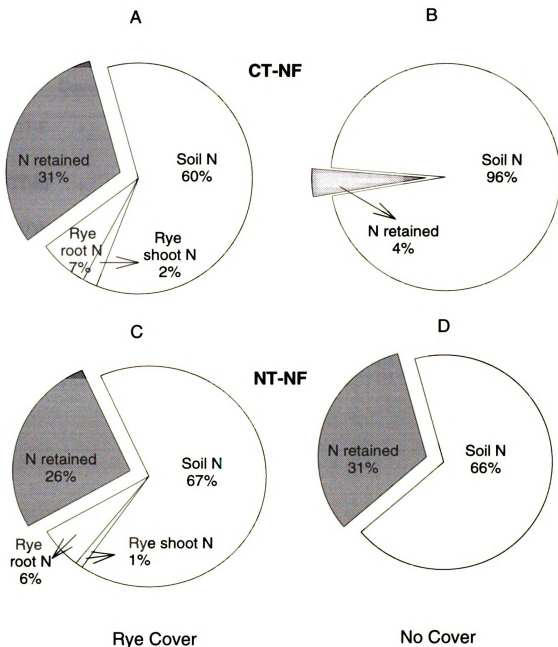 A
B
CT-NF
N retained
31%
Soil N
60%
Rye
root N
7%
Rye
shoot N
2%
Soil N
96%
N retained
4%
C
D
NT-NF
N retained
26%
Soil N
67%
Rye
root N
6%
Rye shoot N
1%
N retained
31%
Soil N
66%
Rye Cover
No Cover